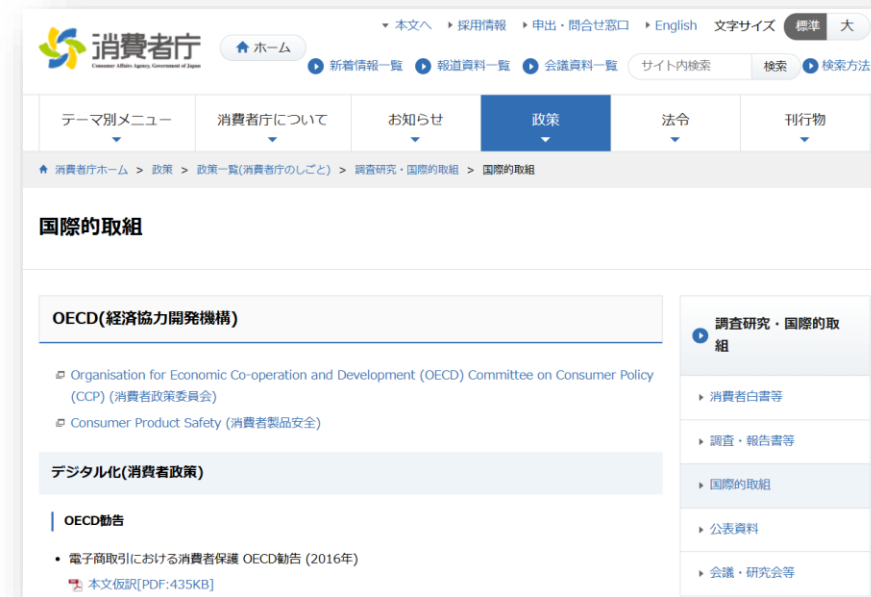 本文へ 採用情報 申出・問合せ窓口 English 文字サイズ 標準 大
消費者庁
Consumer Affairs Agency, Government of Japan
ホーム
新着情報一覧 報道資料一覧 会議資料一覧 サイト内検索 検索 検索方法
テーマ別メニュー 消費者庁について お知らせ 政策 法令 刊行物
消費者庁ホーム > 政策 > 政策一覧(消費者庁のしごと) > 調査研究・国際的取組 > 国際的取組
国際的取組
OECD(経済協力開発機構)
Organisation for Economic Co-operation and Development (OECD) Committee on Consumer Policy
(CCP) (消費者政策委員会)
Consumer Product Safety (消費者製品安全)
デジタル化(消費者政策)
OECD勧告
電子商取引における消費者保護 OECD勧告 (2016年)
本文仮訳[PDF:435KB]
調査研究・国際的取
組
消費者白書等
調査・報告書等
国際的取組
公表資料
会議・研究会等